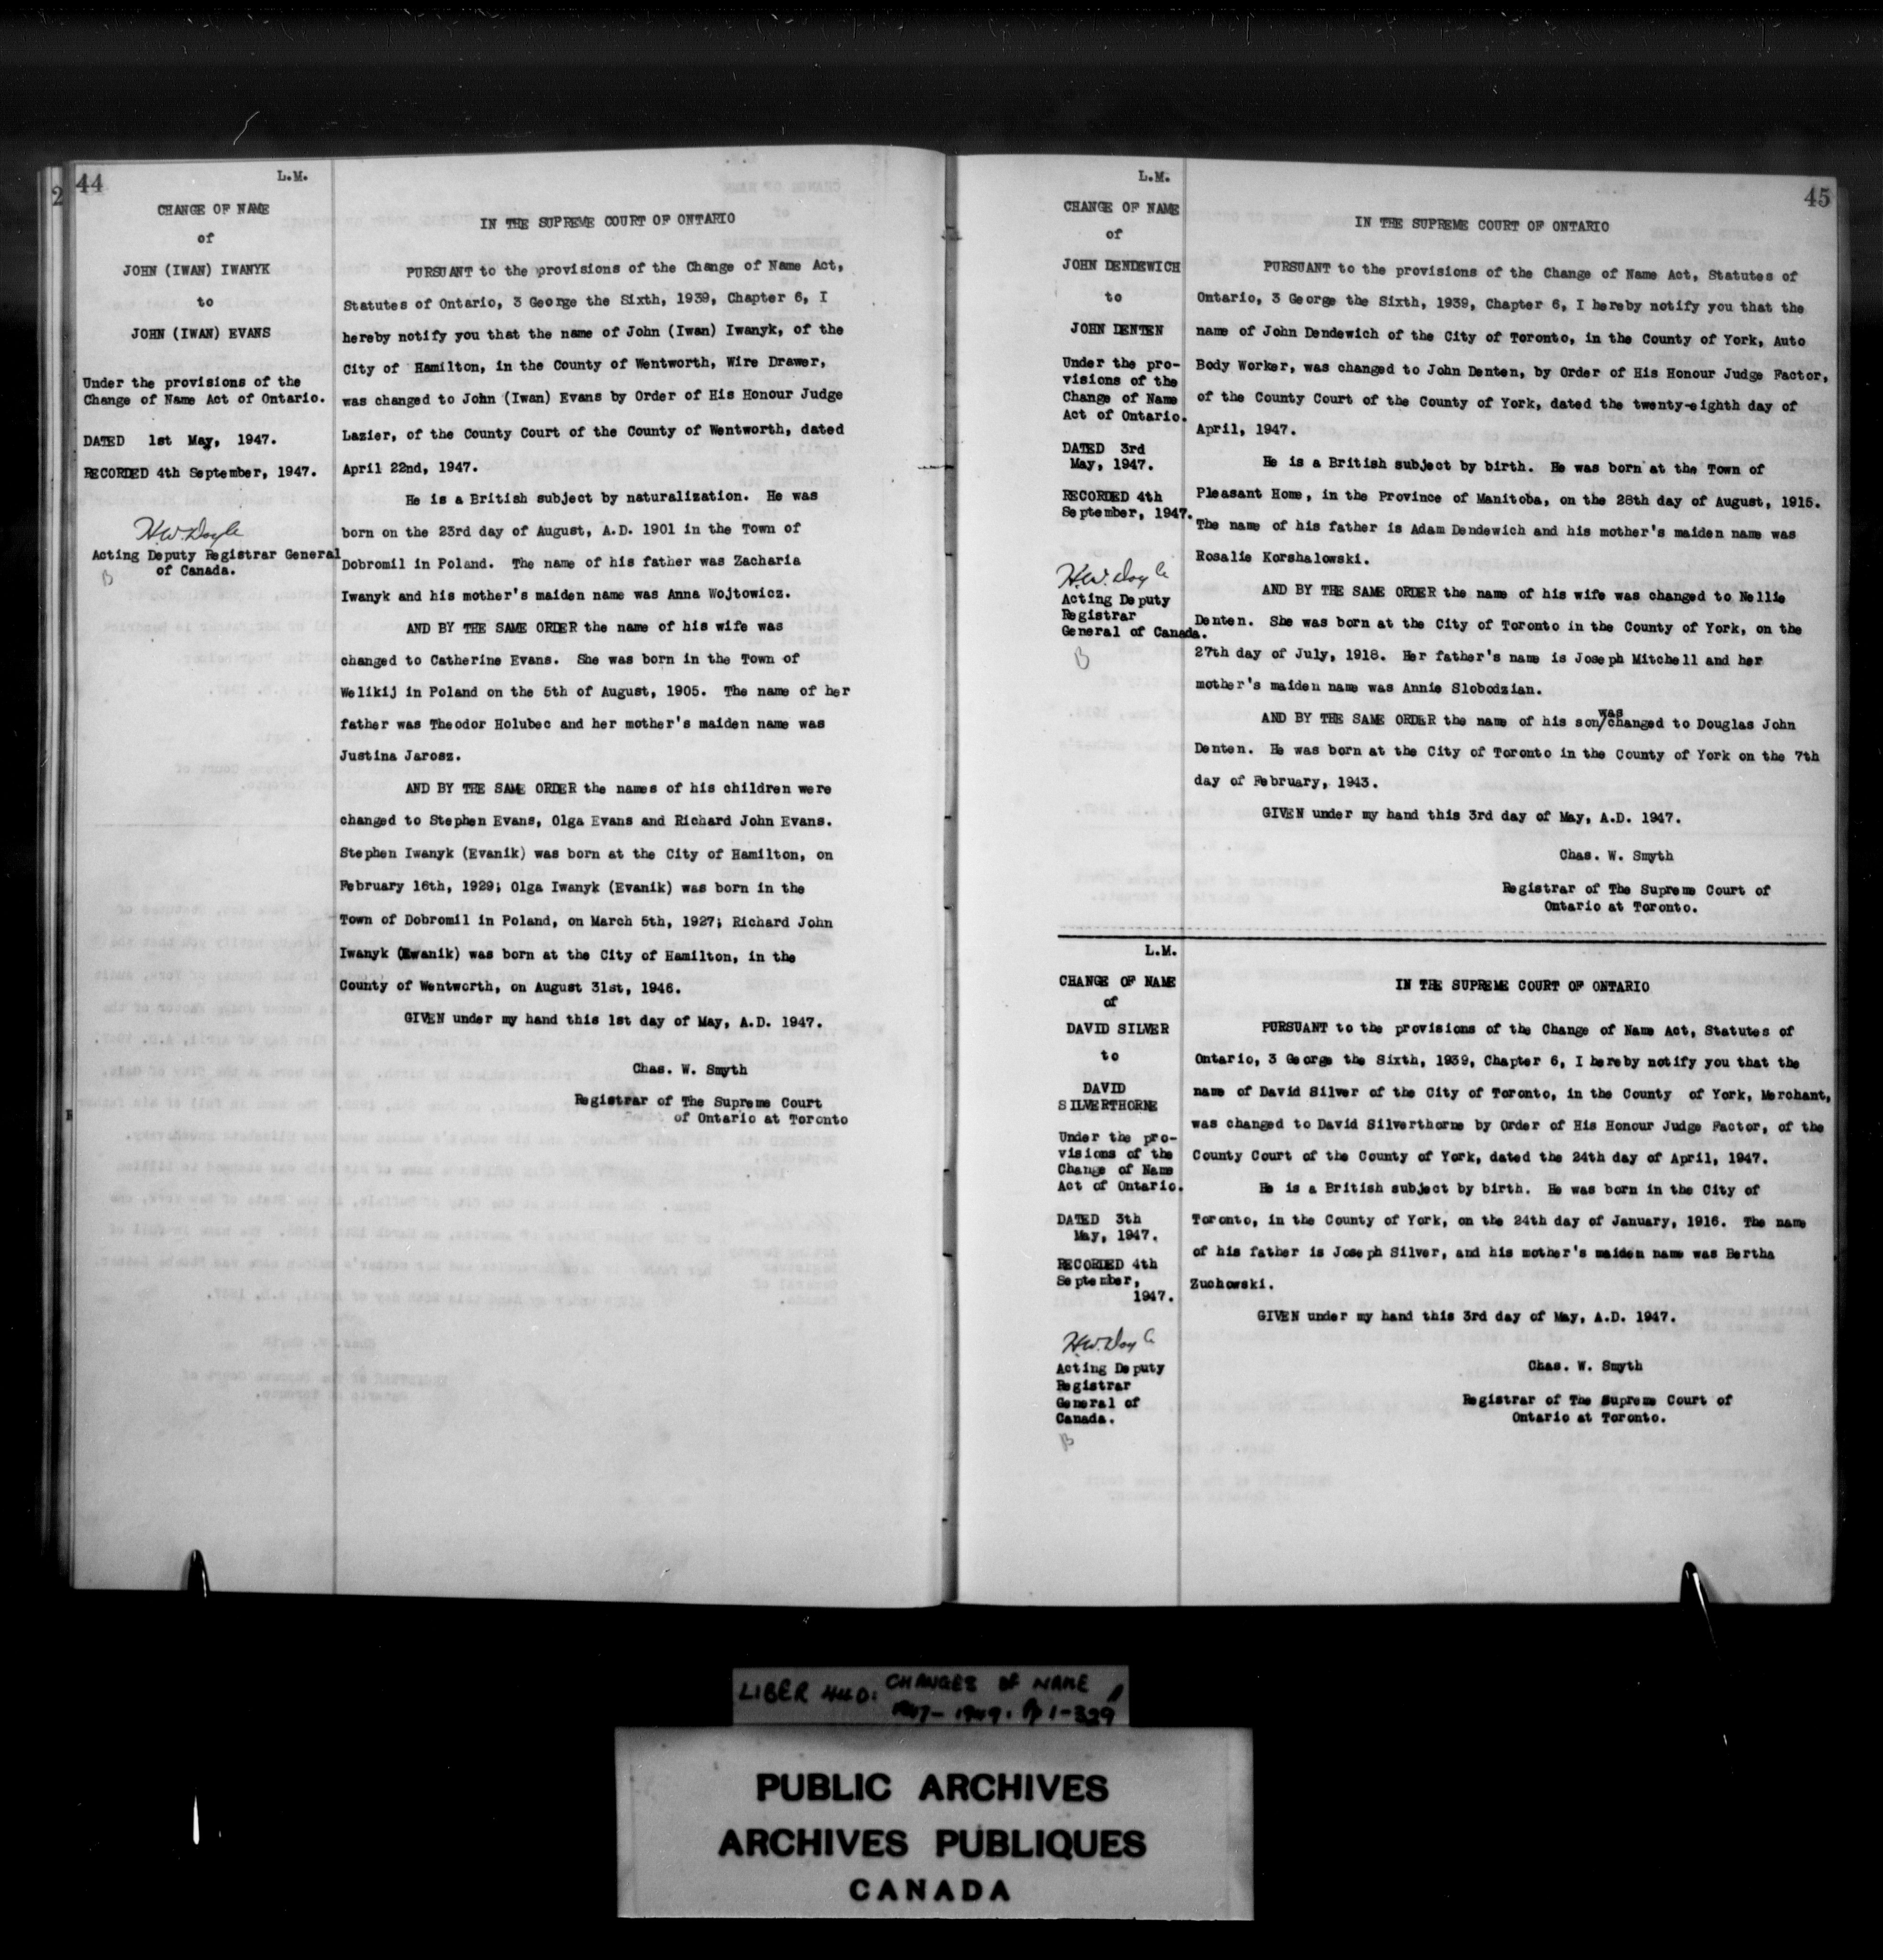 44
L.M.
CHANGE OF NAME
of
JOHN (IWAN) IWANYK
to
JOHN (IWAN) EVANS
Under the provisions of the
Change of Name Act of Ontario.
DATED 1st May, 1947.
RECORDED 4th September, 1947.
H.W. Doyle
Acting Deputy Registrar General
of Canada.
B
IN THE SUPREME COURT OF ONTARIO
PURSUANT to the provisions of the Change of Name Act,
Statutes of Ontario, 3 George the Sixth, 1939, Chapter 6, I
hereby notify you that the name of John (Iwan) Iwanyk, of the
City of Hamilton, in the County of Wentworth, Wire Drawer,
was changed to John (Iwan) Evans by Order of His Honour Judge
Lazier, of the County Court of the County of Wentworth, dated
April 22nd, 1947.
He is a British subject by naturalization. He was
born on the 23rd day of August, A.D. 1901 in the Town of
Dobromil in Poland. The name of his father was Zacharia
Iwanyk and his mother's maiden name was Anna Wojtowicz.
AND BY THE SAME ORDER the name of his wife was
changed to Catherine Evans. She was born in the Town of
Welikij in Poland on the 5th of August, 1905. The name of her
father was Theodor Holubec and her mother's maiden name was
Justina Jarosz.
AND BY THE SAME ORDER the names of his children were
changed to Stephen Evans, Olga Evans and Richard John Evans.
Stephen Iwanyk (Evanik) was born at the City of Hamilton, on
February 16th, 1929; Olga Iwanyk (Evanik) was born in the
Town of Dobromil in Poland, on March 5th, 1927; Richard John
Iwanyk (Ewanik) was born at the City of Hamilton, in the
County of Wentworth, on August 31st, 1946.
GIVEN under my hand this 1st day of May, A.D. 1947.
Chas. W. Smyth
Registrar of The Supreme Court
of Ontario at Toronto
45
L.M.
CHANGE OF NAME
of
JOHN DENDEWICH
to
JOHN DENTEN
Under the pro-
visions of the
Change of Name
Act of Ontario.
DATED 3rd
May, 1947.
RECORDED 4th
September, 1947.
H.W. Doyle
Acting Deputy
Registrar
General of Canada.
B
IN THE SUPREME COURT OF ONTARIO
PURSUANT to the provisions of the Change of Name Act, Statutes of
Ontario, 3 George the Sixth, 1939, Chapter 6, I hereby notify you that the
name of John Dendewich of the City of Toronto, in the County of York, Auto
Body Worker, was changed to John Denten, by Order of His Honour Judge Factor,
of the County Court of the County of York, dated the twenty-eighth day of
April, 1947.
He is a British subject by birth. He was born at the Town of
Pleasant Home, in the Province of Manitoba, on the 28th day of August, 1915.
The name of his father is Adam Dendewich and his mother's maiden name was
Rosalie Korshalowski.
AND BY THE SAME ORDER the name of his wife was changed to Nellie
Denten. She was born at the City of Toronto in the County of York, on the
27th day of July, 1918. Her father's name is Joseph Mitchell and her
mother's maiden name was Annie Slobodzian.
AND BY THE SAME ORDER the name of his son/was changed to Douglas John
Denten. He was born at the City of Toronto in the County of York on the 7th
day of February, 1943.
GIVEN under my hand this 3rd day of May, A.D. 1947.
Chas. W. Smyth
Registrar of The Supreme Court of
Ontario at Toronto.
L.M.
CHANGE OF NAME
of
DAVID SILVER
to
DAVID
SILVERTHORNE
Under the pro-
visions of the
Change of Name
Act of Ontario.
DATED 3th
May, 1947.
RECORDED 4th
September,
1947.
H.W. Doyle
Acting Deputy
Registrar
General of
Canada.
B
IN THE SUPREME COURT OF ONTARIO
PURSUANT to the provisions of the Change of Name Act, Statutes of
Ontario, 3 George the Sixth, 1939, Chapter 6, I hereby notify you that the
name of David Silver of the City of Toronto, in the County of York, Merchant,
was changed to David Silverthorne by Order of His Honour Judge Factor, of the
County Court of the County of York, dated the 24th day of April, 1947.
He is a British subject by birth. He was born in the City of
Toronto, in the County of York, on the 24th day of January, 1916. The name
of his father is Joseph Silver, and his mother's maiden name was Bertha
Zuchowski.
GIVEN under my hand this 3rd day of May, A.D. 1947.
Chas. W. Smyth
Registrar of The Supreme Court of
Ontario at Toronto.
LIBER 440: CHANGES OF NAME
1947-1949. Pp 1-329
PUBLIC ARCHIVES
ARCHIVES PUBLIQUES
CANADA